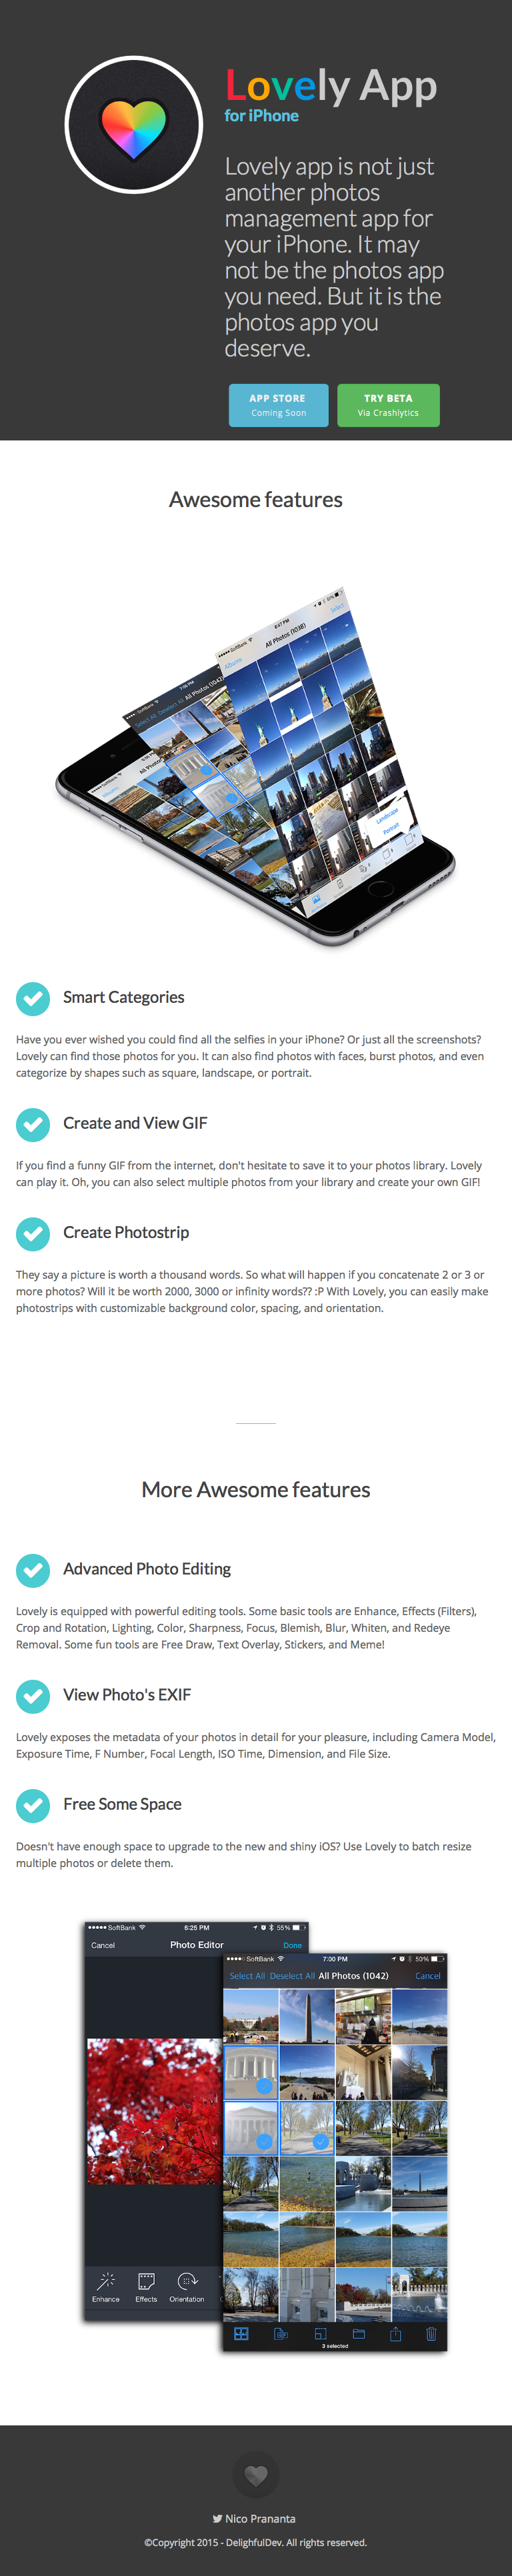 Lovely App
for iPhone
Lovely app is not just
another photos
management app for
your iPhone. It may
not be the photos app
you need. But it is the
photos app you
deserve.
APP STORE
Coming Soon
TRY BETA
Via Crashlytics
Awesome features
SoftBank
7:00 PM
Select All Deselect All All Photos (1042)
SoftBank 6:47 PM 51%
Albums All Photos (1038) Select
Landscape
Portrait
Smart Categories
Have you ever wished you could find all the selfies in your iPhone? Or just all the screenshots?
Lovely can find those photos for you. It can also find photos with faces, burst photos, and even
categorize by shapes such as square, landscape, or portrait.
Create and View GIF
If you find a funny GIF from the internet, don't hesitate to save it to your photos library. Lovely
can play it. Oh, you can also select multiple photos from your library and create your own GIF!
Create Photostrip
They say a picture is worth a thousand words. So what will happen if you concatenate 2 or 3 or
more photos? Will it be worth 2000, 3000 or infinity words?? :P With Lovely, you can easily make
photostrips with customizable background color, spacing, and orientation.
More Awesome features
Advanced Photo Editing
Lovely is equipped with powerful editing tools. Some basic tools are Enhance, Effects (Filters),
Crop and Rotation, Lighting, Color, Sharpness, Focus, Blemish, Blur, Whiten, and Redeye
Removal. Some fun tools are Free Draw, Text Overlay, Stickers, and Meme!
View Photo's EXIF
Lovely exposes the metadata of your photos in detail for your pleasure, including Camera Model,
Exposure Time, F Number, Focal Length, ISO Time, Dimension, and File Size.
Free Some Space
Doesn't have enough space to upgrade to the new and shiny iOS? Use Lovely to batch resize
multiple photos or delete them.
SoftBank 6:25 PM 55%
Cancel Photo Editor Done
Enhance Effects Orientation
SoftBank 7:00 PM 50%
Select All Deselect All All Photos (1042) Cancel
3 selected
Nico Prananta
©Copyright 2015 - DelighfulDev. All rights reserved.